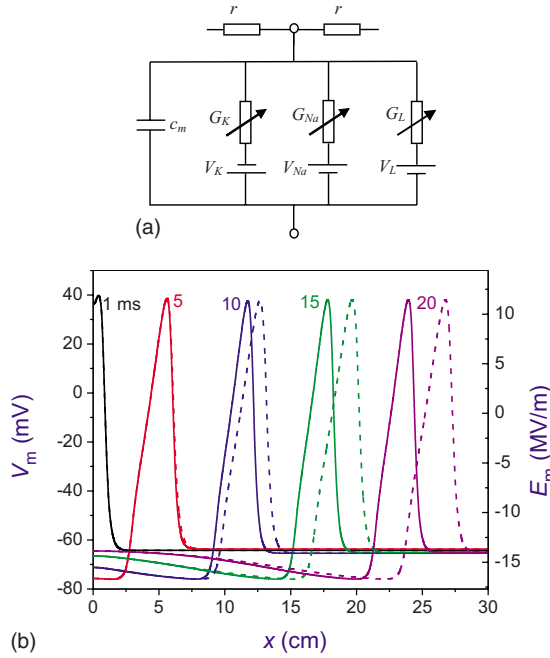 r r
c_m G_K G_Na G_L
V_K V_Na V_L
(a)
40
20
0
-20
-40
-60
-80
V_m (mV)
1 ms 5 10 15 20
10
5
0
-5
-10
-15
E_m (MV/m)
0 5 10 15 20 25 30
x (cm)
(b)